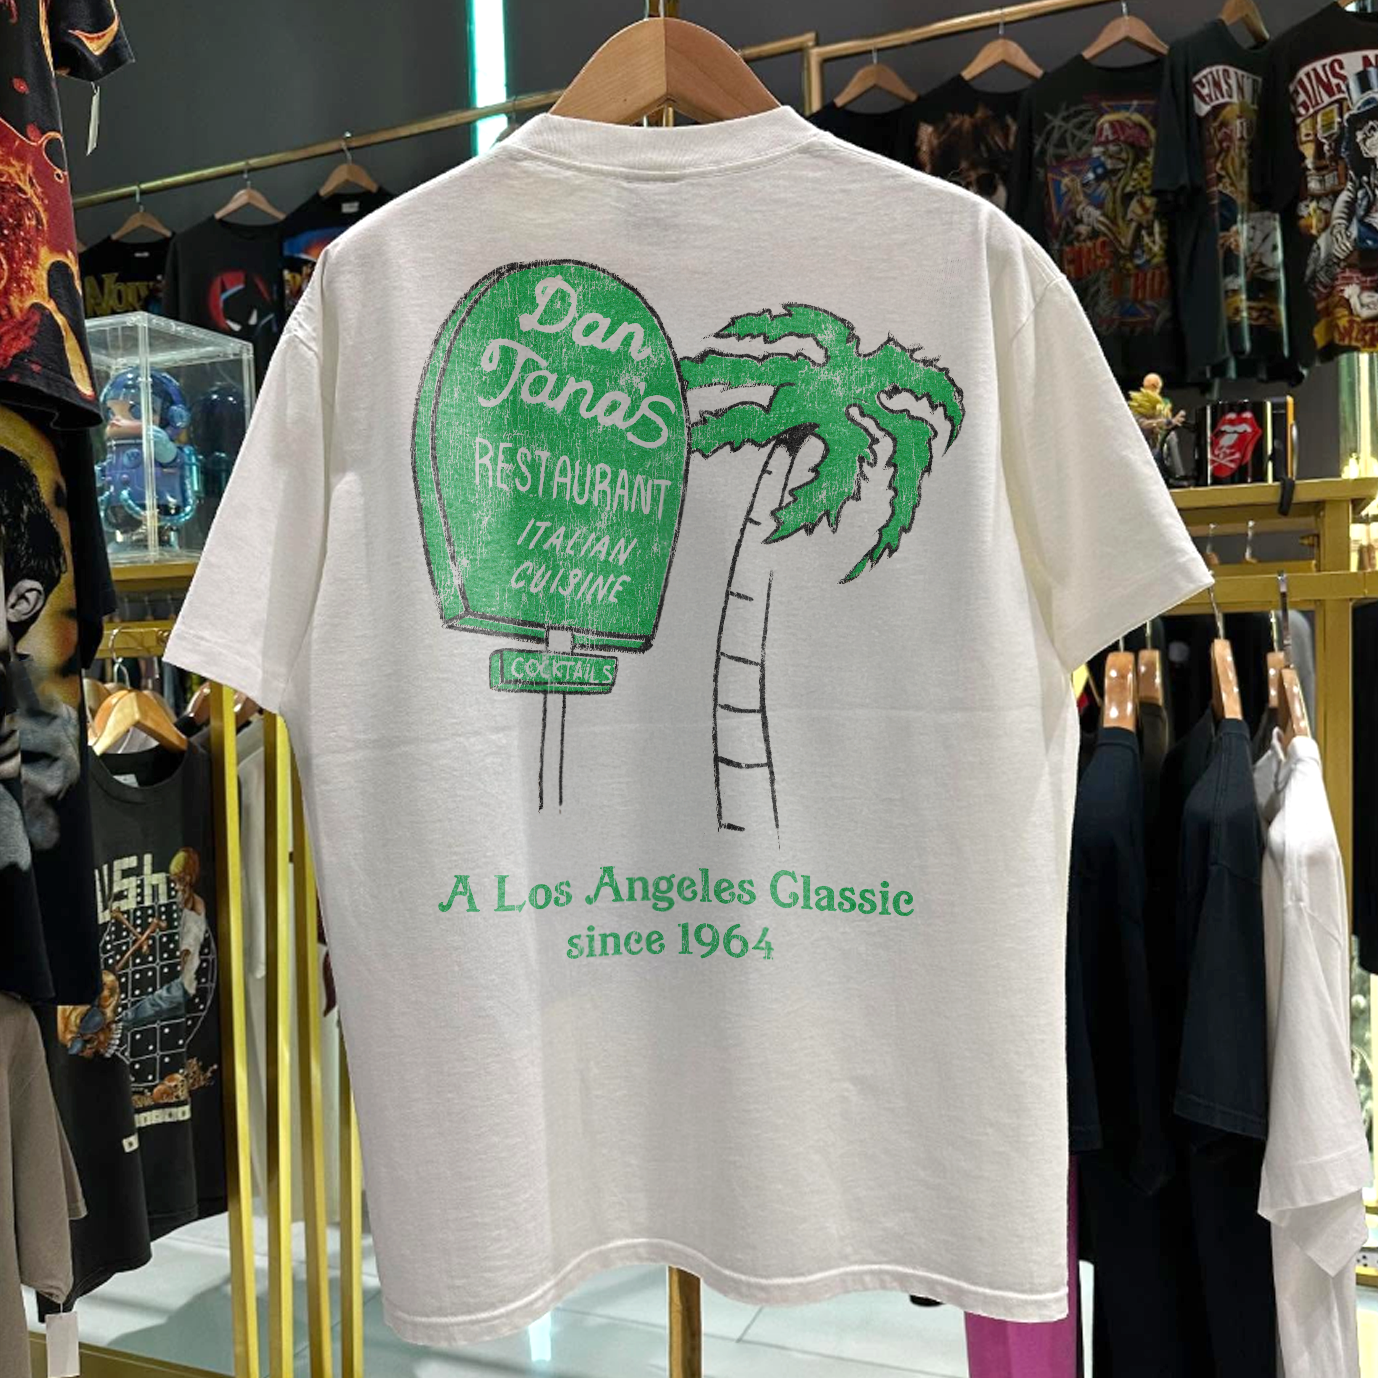 Dan
Tana's
RESTAURANT
ITALIAN
CUISINE
COCKTAILS
A Los Angeles Classic
since 1964